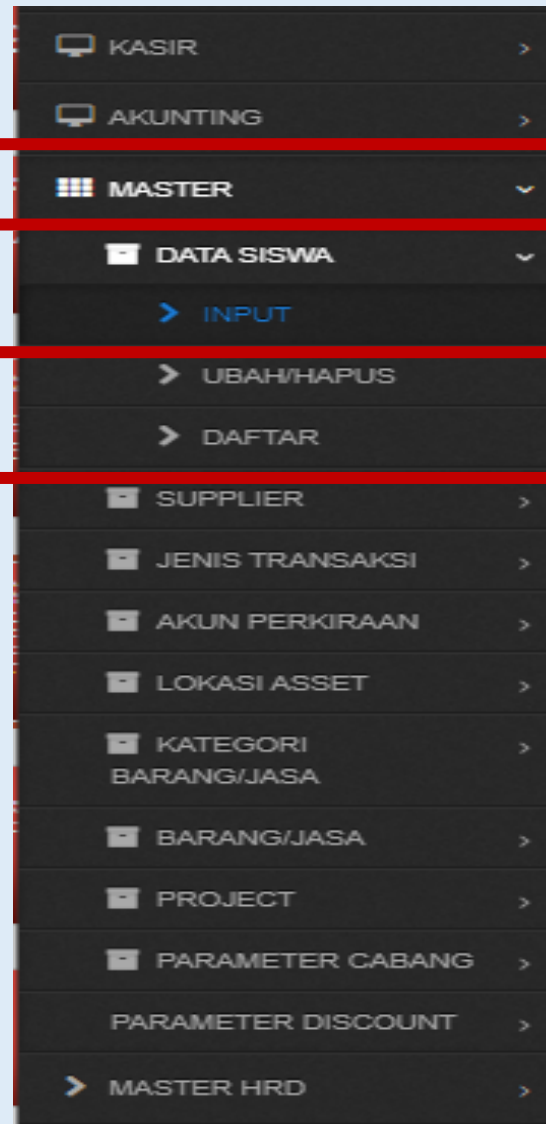 KASIR
AKUNTING
MASTER
DATA SISWA
INPUT
UBAH/HAPUS
DAFTAR
SUPPLIER
JENIS TRANSAKSI
AKUN PERKIRAAN
LOKASI ASSET
KATEGORI
BARANG/JASA
BARANG/JASA
PROJECT
PARAMETER CABANG
PARAMETER DISCOUNT
MASTER HRD